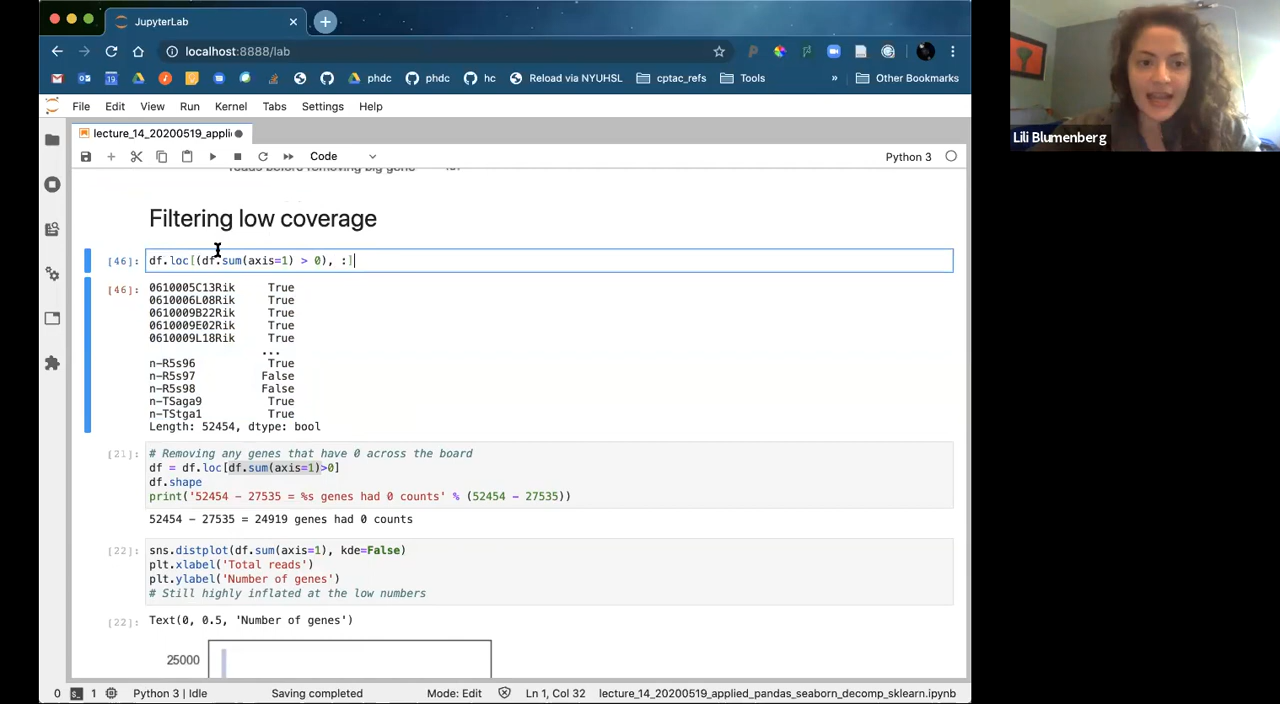 JupyterLab
localhost:8888/lab
phdc
phdc
hc
Reload via NYUHSL
cptac_refs
Tools
»
Other Bookmarks
File Edit View Run Kernel Tabs Settings Help
lecture_14_20200519_appli
Code
Python 3
reads before removing big gene
Filtering low coverage
[46]: df.loc[(df.sum(axis=1) > 0), :]
[46]: 0610005C13Rik True
0610006L08Rik True
0610009B22Rik True
0610009E02Rik True
0610009L18Rik True
...
n-R5s96 True
n-R5s97 False
n-R5s98 False
n-TSaga9 True
n-TStga1 True
Length: 52454, dtype: bool
[21]: # Removing any genes that have 0 across the board
df = df.loc[df.sum(axis=1)>0]
df.shape
print('52454 - 27535 = %s genes had 0 counts' % (52454 - 27535))
52454 - 27535 = 24919 genes had 0 counts
[22]: sns.distplot(df.sum(axis=1), kde=False)
plt.xlabel('Total reads')
plt.ylabel('Number of genes')
# Still highly inflated at the low numbers
[22]: Text(0, 0.5, 'Number of genes')
25000
0 1 Python 3 | Idle Saving completed Mode: Edit Ln 1, Col 32 lecture_14_20200519_applied_pandas_seaborn_decomp_sklearn.ipynb
Lili Blumenberg